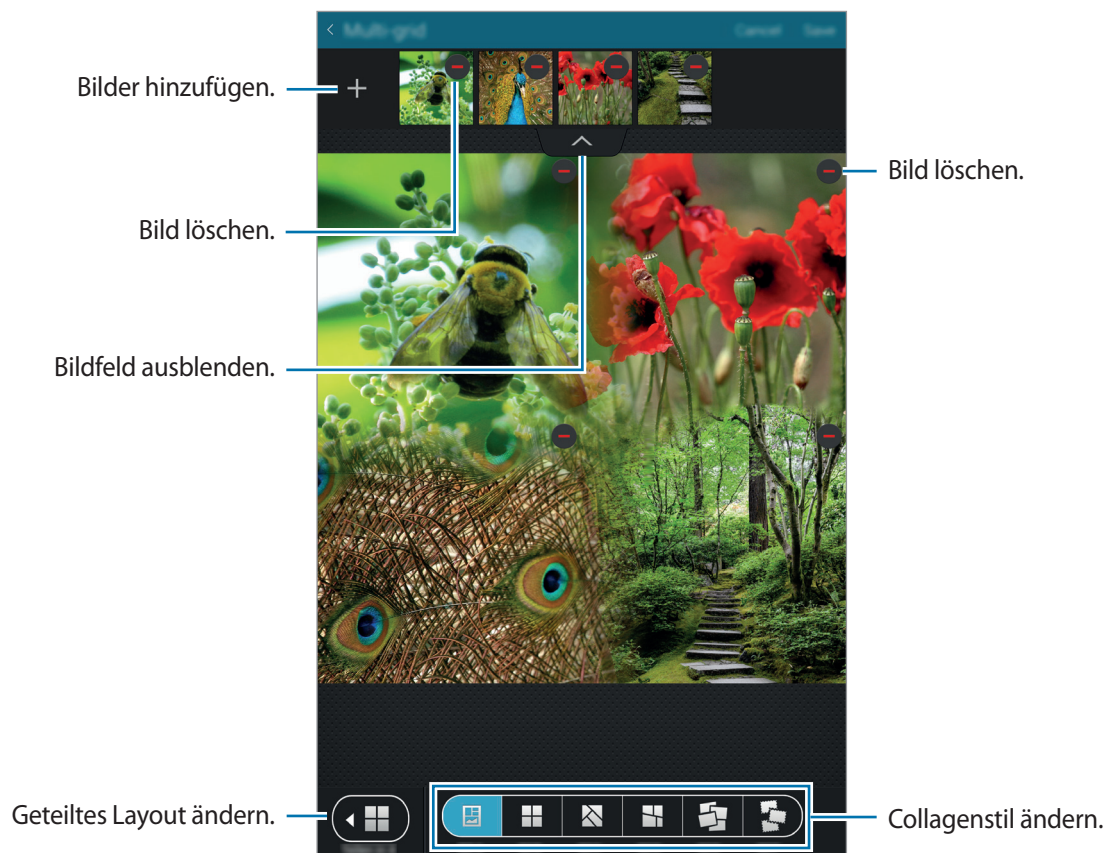 Multi-grid
Cancel Save
Bilder hinzufügen.
Bild löschen.
Bild löschen.
Bildfeld ausblenden.
Geteiltes Layout ändern.
Collagenstil ändern.